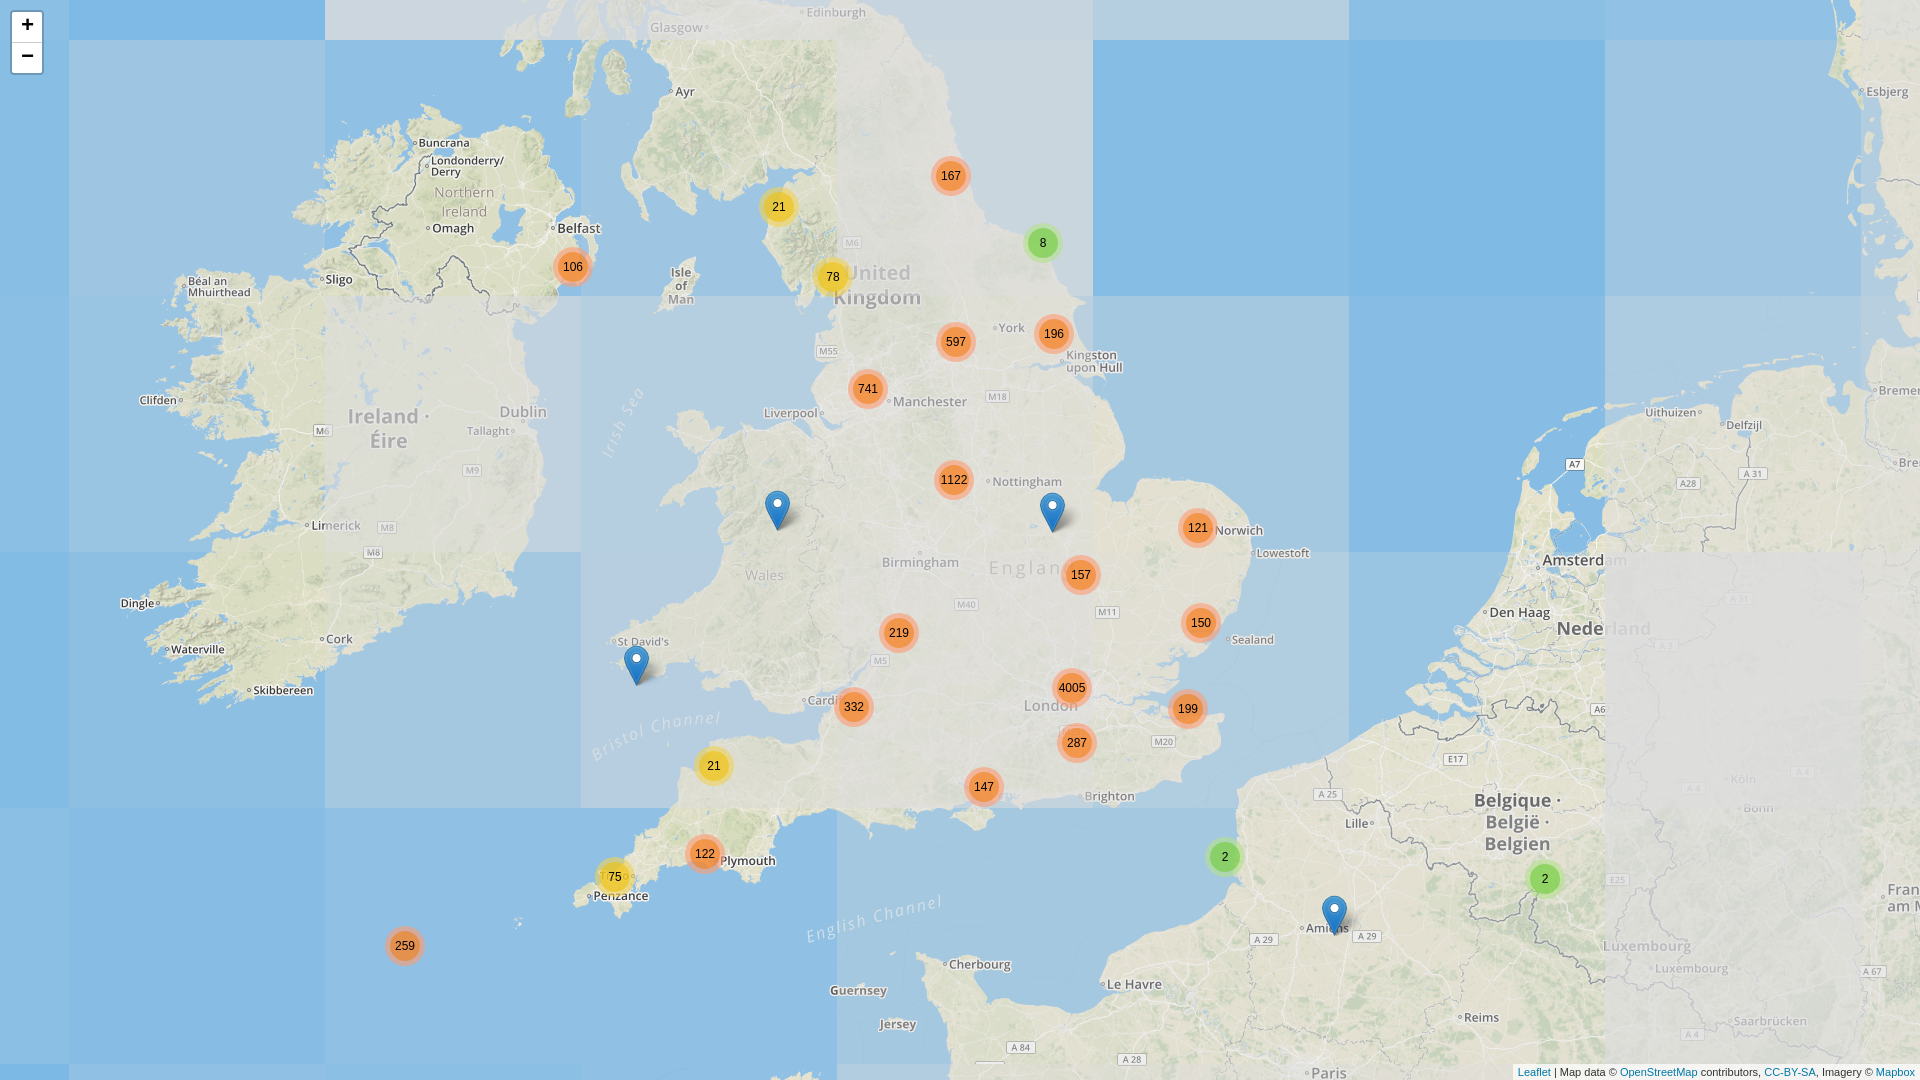 +
−
Edinburgh
Glasgow
Ayr
Esbjerg
Buncrana
Londonderry/
Derry
167
Northern
Ireland
21
Omagh
Belfast
8
M6
106
78
United
Kingdom
Isle
of
Man
Sligo
Béal an
Mhuirthead
York
196
597
M55
Kingston
upon Hull
741
M18
Bremen
Clifden
Manchester
Liverpool
Dublin
Ireland ·
Éire
Tallaght
M6
Irish Sea
Uithuizen
Delfzijl
A7
M9
A 31
A28
1122
Nottingham
Limerick
M8
121
Norwich
M8
Lowestoft
Birmingham
Amsterdam
England
Wales
157
A 31
Dingle
M40
M11
Den Haag
150
Nederland
219
Cork
St David's
Sealand
A 3
Waterville
M5
Skibbereen
4005
Cardi
332
London
199
A 3
Bristol Channel
287
M20
E17
21
147
Brighton
A 25
Köln
A 4
Bonn
Belgique ·
België ·
Belgien
Lille
122
Plymouth
2
75
Penzance
2
E25
English Channel
Amiens
A 29
A 29
259
Luxembourg
Luxembourg
A 67
Cherbourg
Guernsey
Le Havre
Jersey
Reims
Saarbrücken
A 4
A 84
A 28
Paris
Leaflet | Map data © OpenStreetMap contributors, CC-BY-SA, Imagery © Mapbox